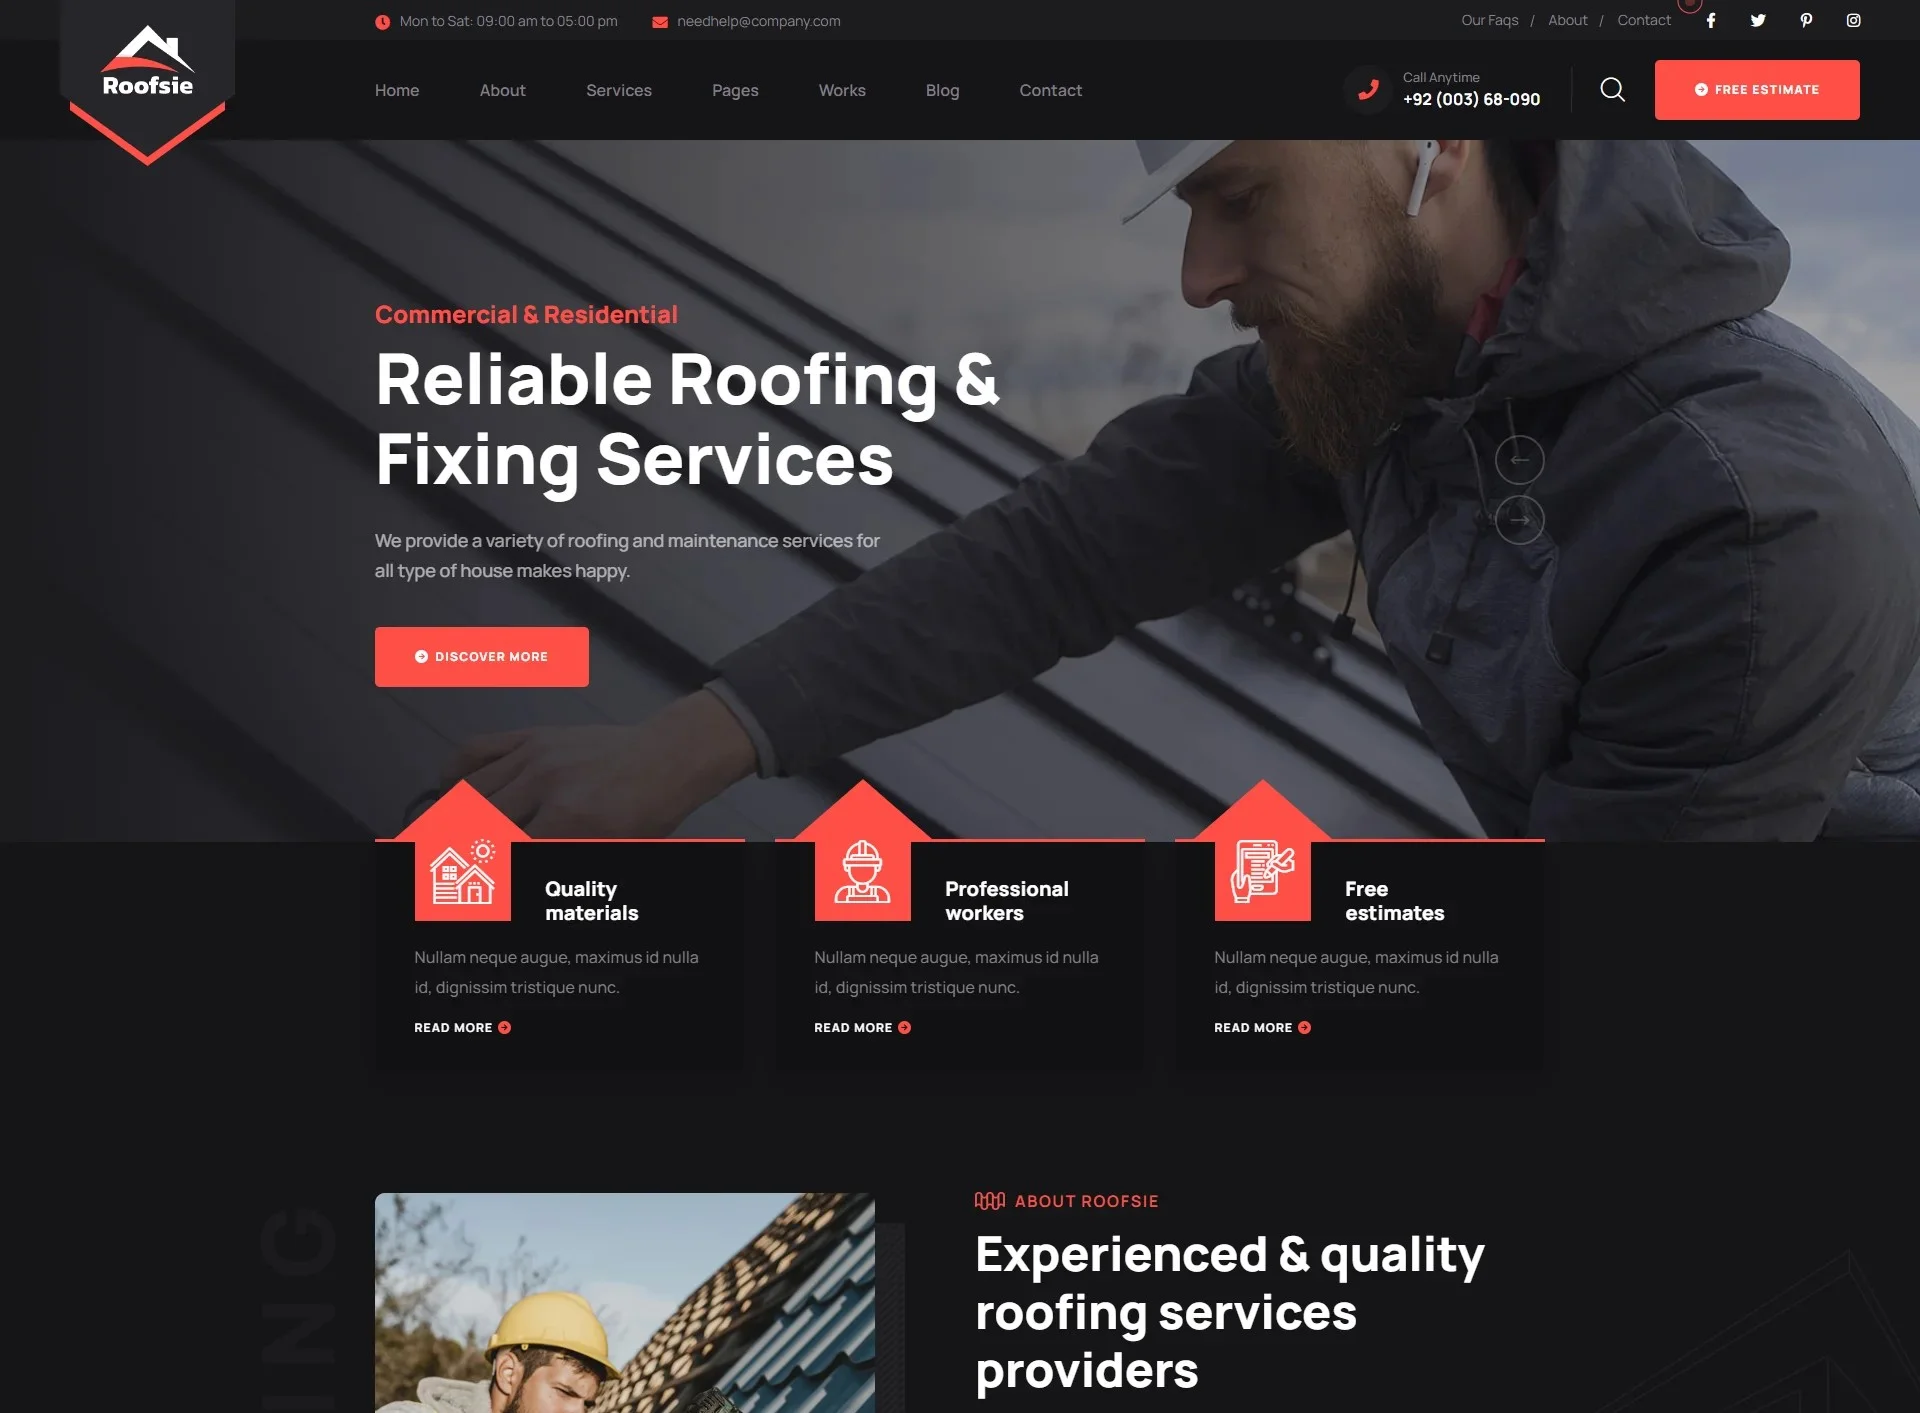 Roofsie
Mon to Sat: 09:00 am to 05:00 pm
needhelp@company.com
Our Faqs / About / Contact
Home
About
Services
Pages
Works
Blog
Contact
Call Anytime
+92 (003) 68-090
FREE ESTIMATE
Commercial & Residential
Reliable Roofing &
Fixing Services
We provide a variety of roofing and maintenance services for
all type of house makes happy.
DISCOVER MORE
Quality
materials
Nullam neque augue, maximus id nulla
id, dignissim tristique nunc.
READ MORE
Professional
workers
Nullam neque augue, maximus id nulla
id, dignissim tristique nunc.
READ MORE
Free
estimates
Nullam neque augue, maximus id nulla
id, dignissim tristique nunc.
READ MORE
ING
ABOUT ROOFSIE
Experienced & quality
roofing services
providers